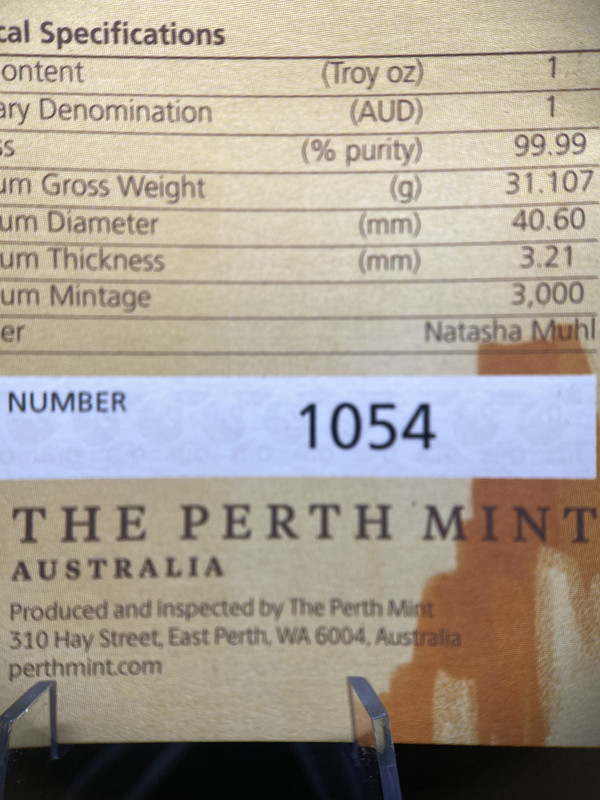 cal Specifications
ontent (Troy oz) 1
ary Denomination (AUD) 1
ss (% purity) 99.99
um Gross Weight (g) 31.107
um Diameter (mm) 40.60
um Thickness (mm) 3.21
um Mintage 3,000
er Natasha Muhl
NUMBER 1054
THE PERTH MINT
AUSTRALIA
Produced and inspected by The Perth Mint
310 Hay Street, East Perth, WA 6004, Australia
perthmint.com